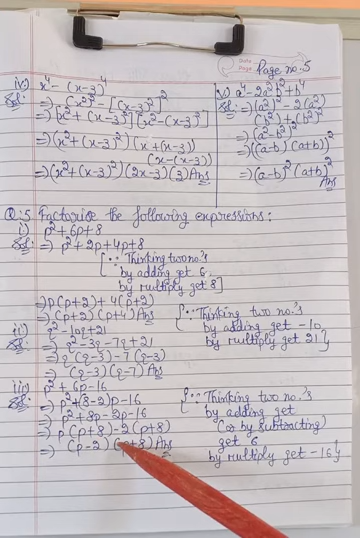 Date
Page
Page no. 5
iv) x⁴ - (x-3)⁴
Sol: ⇒ (x²)² - [(x-3)²]²
⇒ [x² + (x-3)²] [x² - (x-3)²]
⇒ (x² + (x-3)²) (x + (x-3))
(x - (x-3))
⇒ (x² + (x-3)²) (2x-3) (3) Ans
v) a⁴ - 2a²b² + b⁴
Sol: ⇒ (a²)² - 2(a²)
(b²) + (b²)²
⇒ (a² - b²)²
⇒ ((a-b) (a+b))²
⇒ (a-b)² (a+b)²
Ans
Q:5 Factorise the following expressions:
i) p² + 6p + 8
Sol: ⇒ p² + 2p + 4p + 8
[∵ Thinking two no.'s
by adding get 6
by multiply get 8]
⇒ p(p+2) + 4(p+2)
⇒ (p+2) (p+4) Ans
ii) q² - 10q + 21
Sol: q² - 3q - 7q + 21
⇒ q(q-3) - 7(q-3)
⇒ (q-3) (q-7) Ans
{∵ Thinking two no.'s
by adding get -10
by multiply get 21}
iii) p² + 6p - 16
Sol: ⇒ p² + (8-2)p - 16
⇒ p² + 8p - 2p - 16
⇒ p(p+8) - 2(p+8)
⇒ (p-2) (p+8) Ans
{∵ Thinking two no.'s
by adding get
(or by subtracting)
get 6
by multiply get -16}